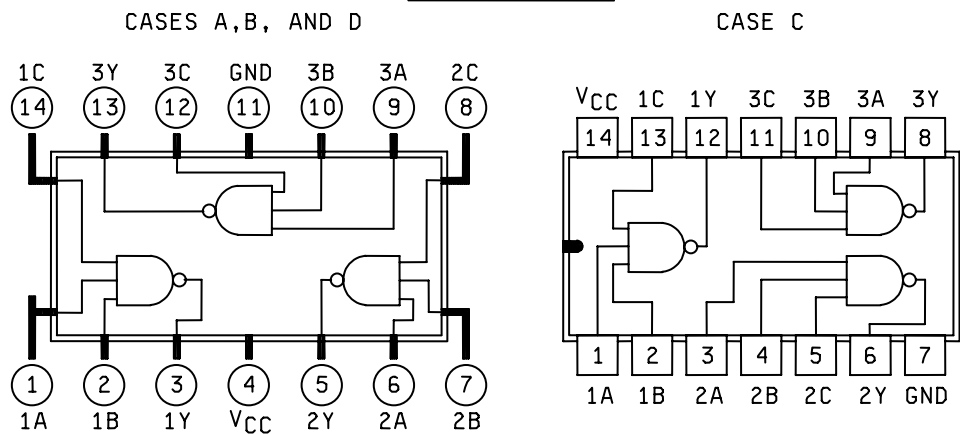 CASES A,B, AND D
1C 3Y 3C GND 3B 3A 2C
14 13 12 11 10 9 8
1 2 3 4 5 6 7
1A 1B 1Y VCC 2Y 2A 2B
CASE C
VCC 1C 1Y 3C 3B 3A 3Y
14 13 12 11 10 9 8
1 2 3 4 5 6 7
1A 1B 2A 2B 2C 2Y GND